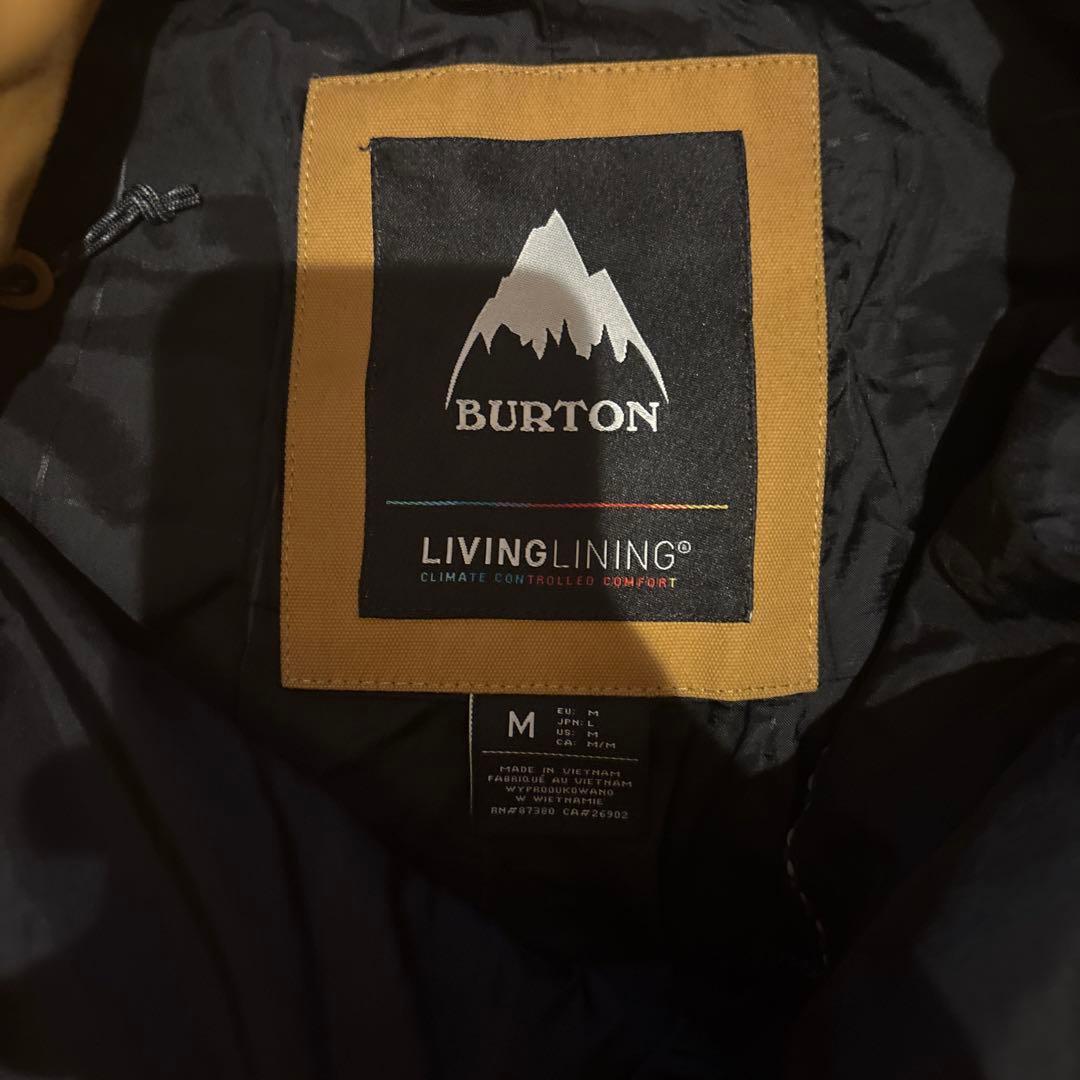 BURTON
LIVINGLINING®
CLIMATE CONTROLLED COMFORT
M
EU: M
JPN: L
US: M
CA: M/M
MADE IN VIETNAM
FABRIQUÉ AU VIETNAM
WYPRODUKOWANO
W WIETNAMIE
RN#87380 CA#26902